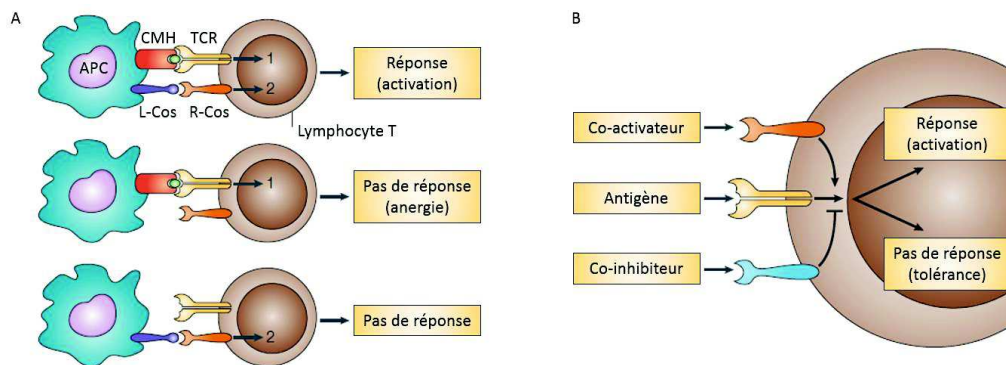 A
CMH TCR
APC
1
2
L-Cos R-Cos
Réponse
(activation)
Lymphocyte T
1
Pas de réponse
(anergie)
2
Pas de réponse
B
Co-activateur
Antigène
Co-inhibiteur
Réponse
(activation)
Pas de réponse
(tolérance)